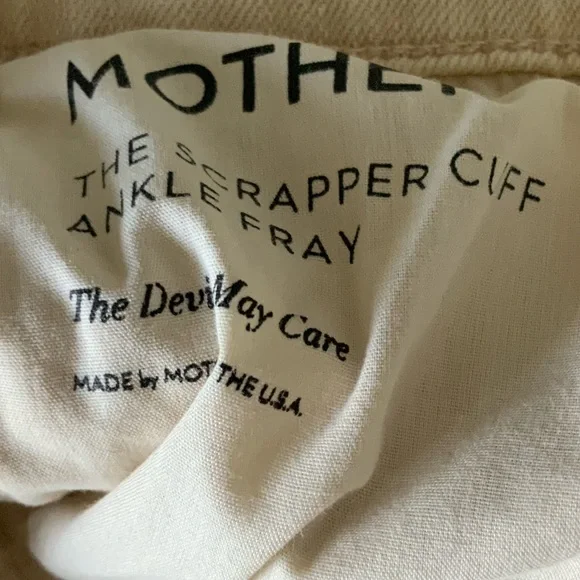 MOTHE
THE SCRAPPER CUFF
ANKLE FRAY
The Devil May Care
MADE by MOT THE U.S.A.